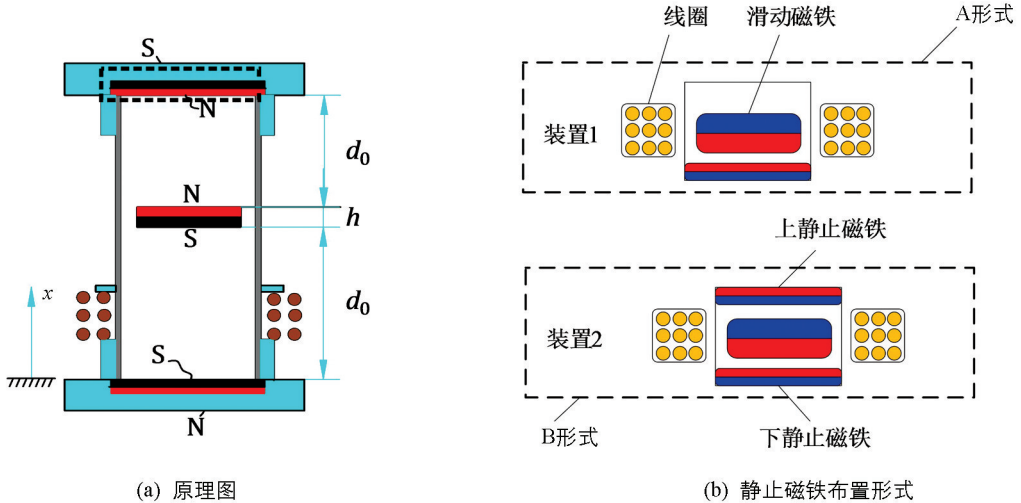 S
N
d₀
N
h
S
x
d₀
S
N
(a) 原理图
线圈
滑动磁铁
A形式
装置1
上静止磁铁
装置2
B形式
下静止磁铁
(b) 静止磁铁布置形式